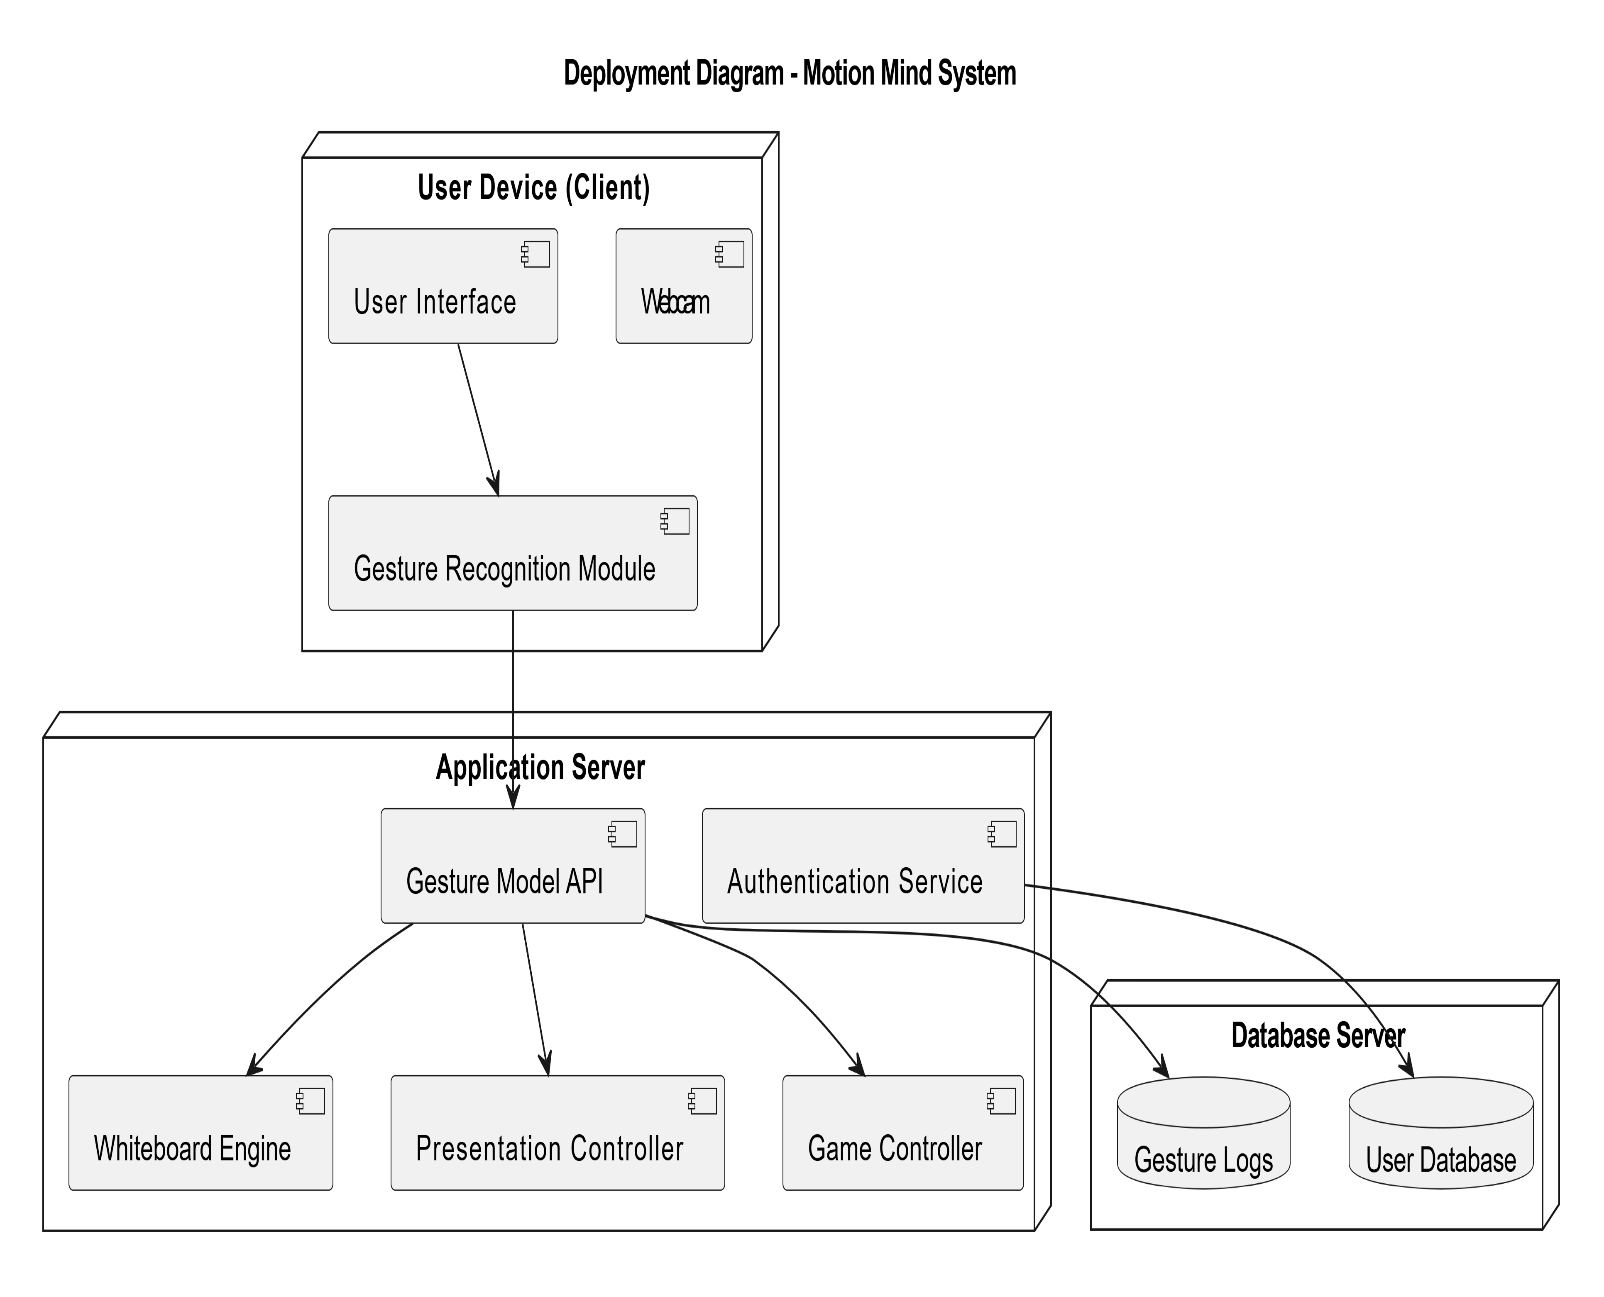 Deployment Diagram - Motion Mind System
User Device (Client)
User Interface
Webcam
Gesture Recognition Module
Application Server
Gesture Model API
Authentication Service
Database Server
Whiteboard Engine
Presentation Controller
Game Controller
Gesture Logs
User Database